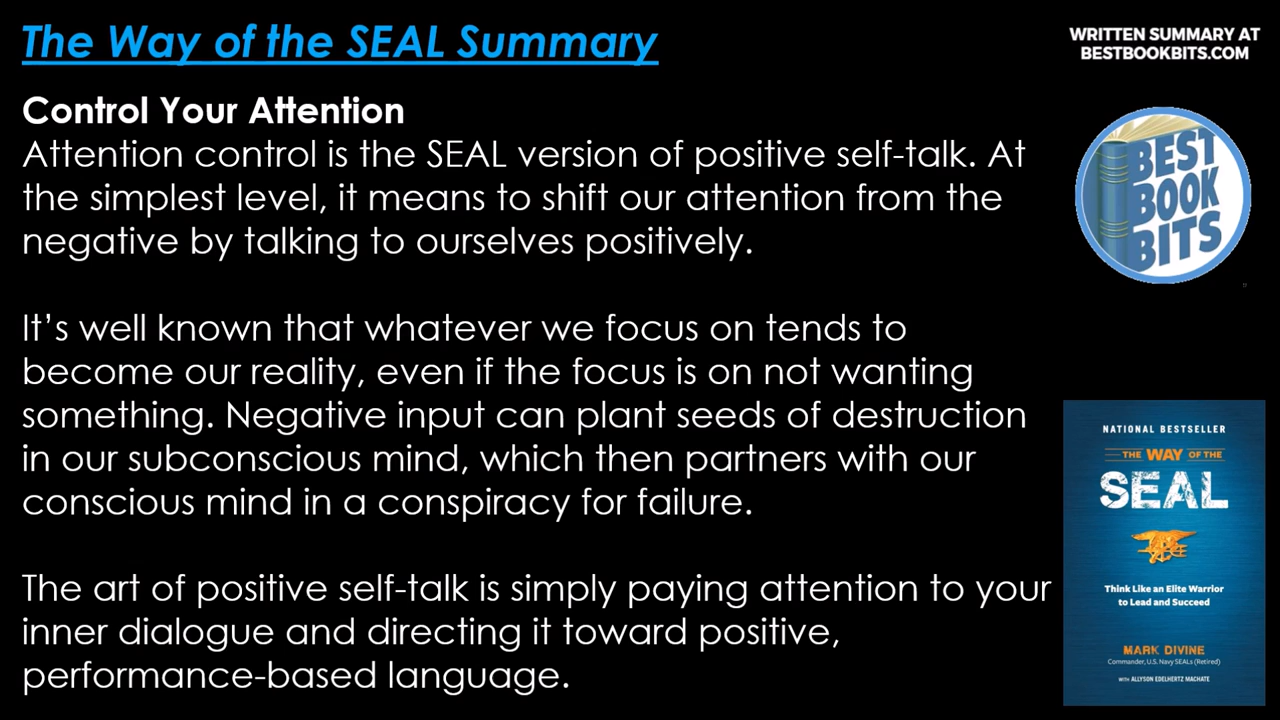 The Way of the SEAL Summary
WRITTEN SUMMARY AT
BESTBOOKBITS.COM
Control Your Attention
Attention control is the SEAL version of positive self-talk. At
the simplest level, it means to shift our attention from the
negative by talking to ourselves positively.
It’s well known that whatever we focus on tends to
become our reality, even if the focus is on not wanting
something. Negative input can plant seeds of destruction
in our subconscious mind, which then partners with our
conscious mind in a conspiracy for failure.
The art of positive self-talk is simply paying attention to your
inner dialogue and directing it toward positive,
performance-based language.
BEST
BOOK
BITS
NATIONAL BESTSELLER
THE WAY OF THE
SEAL
Think Like an Elite Warrior
to Lead and Succeed
MARK DIVINE
Commander, U.S. Navy SEALs (Retired)
WITH ALLYSON EDELHERTZ MACHATE